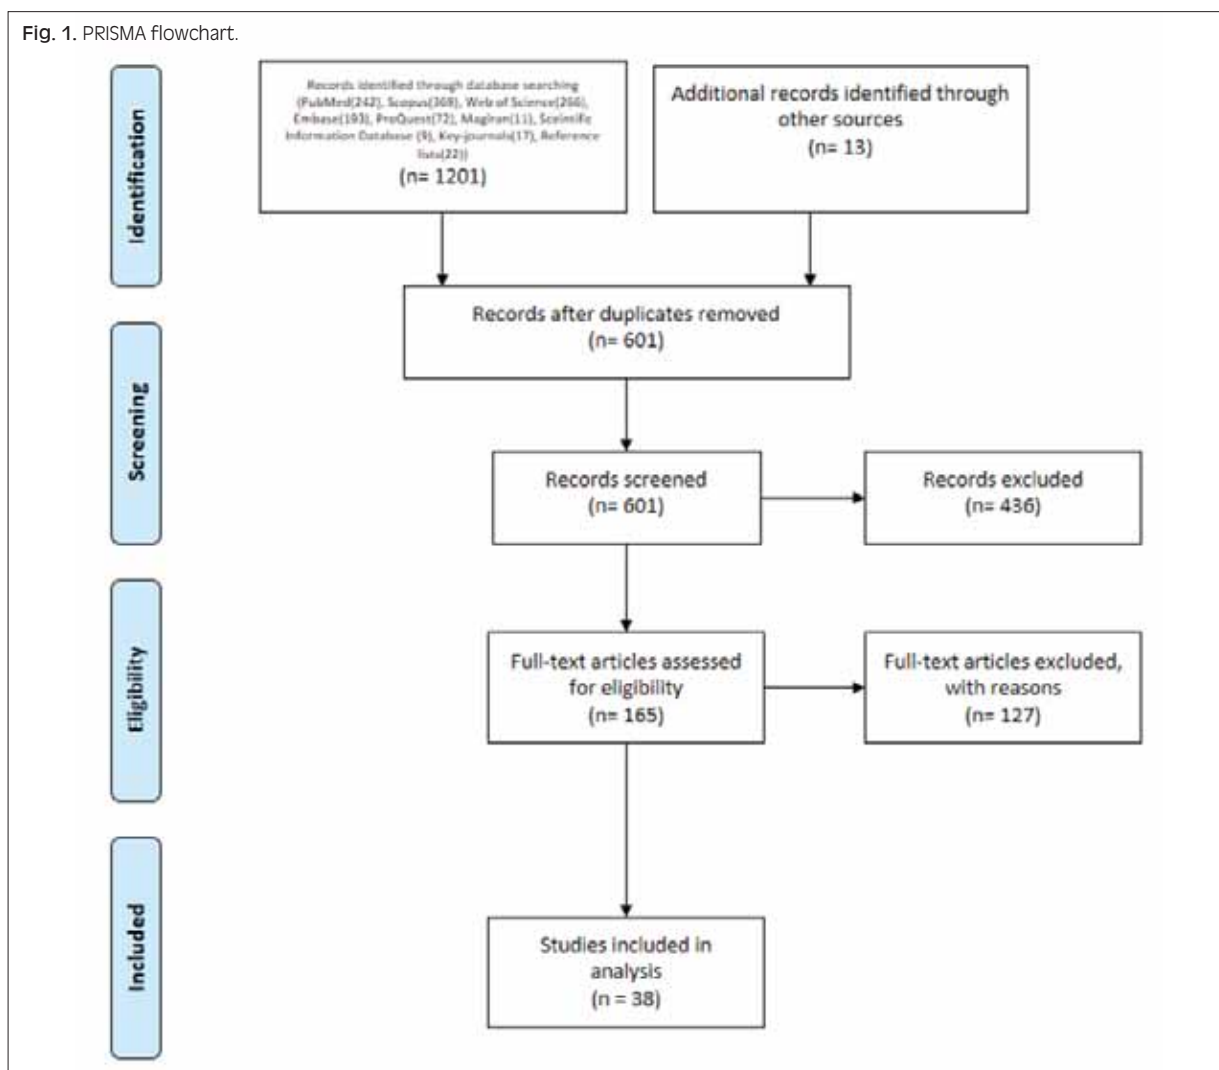 Fig. 1. PRISMA flowchart.
Identification
Records identified through database searching
(PubMed(242), Scopus(369), Web of Science(266),
Embase(193), ProQuest(72), Magiran(11), Sceintific
Information Database (9), Key-journals(17), Reference
lists(22))
(n= 1201)
Additional records identified through
other sources
(n= 13)
Records after duplicates removed
(n= 601)
Screening
Records screened
(n= 601)
Records excluded
(n= 436)
Eligibility
Full-text articles assessed
for eligibility
(n= 165)
Full-text articles excluded,
with reasons
(n= 127)
Included
Studies included in
analysis
(n = 38)